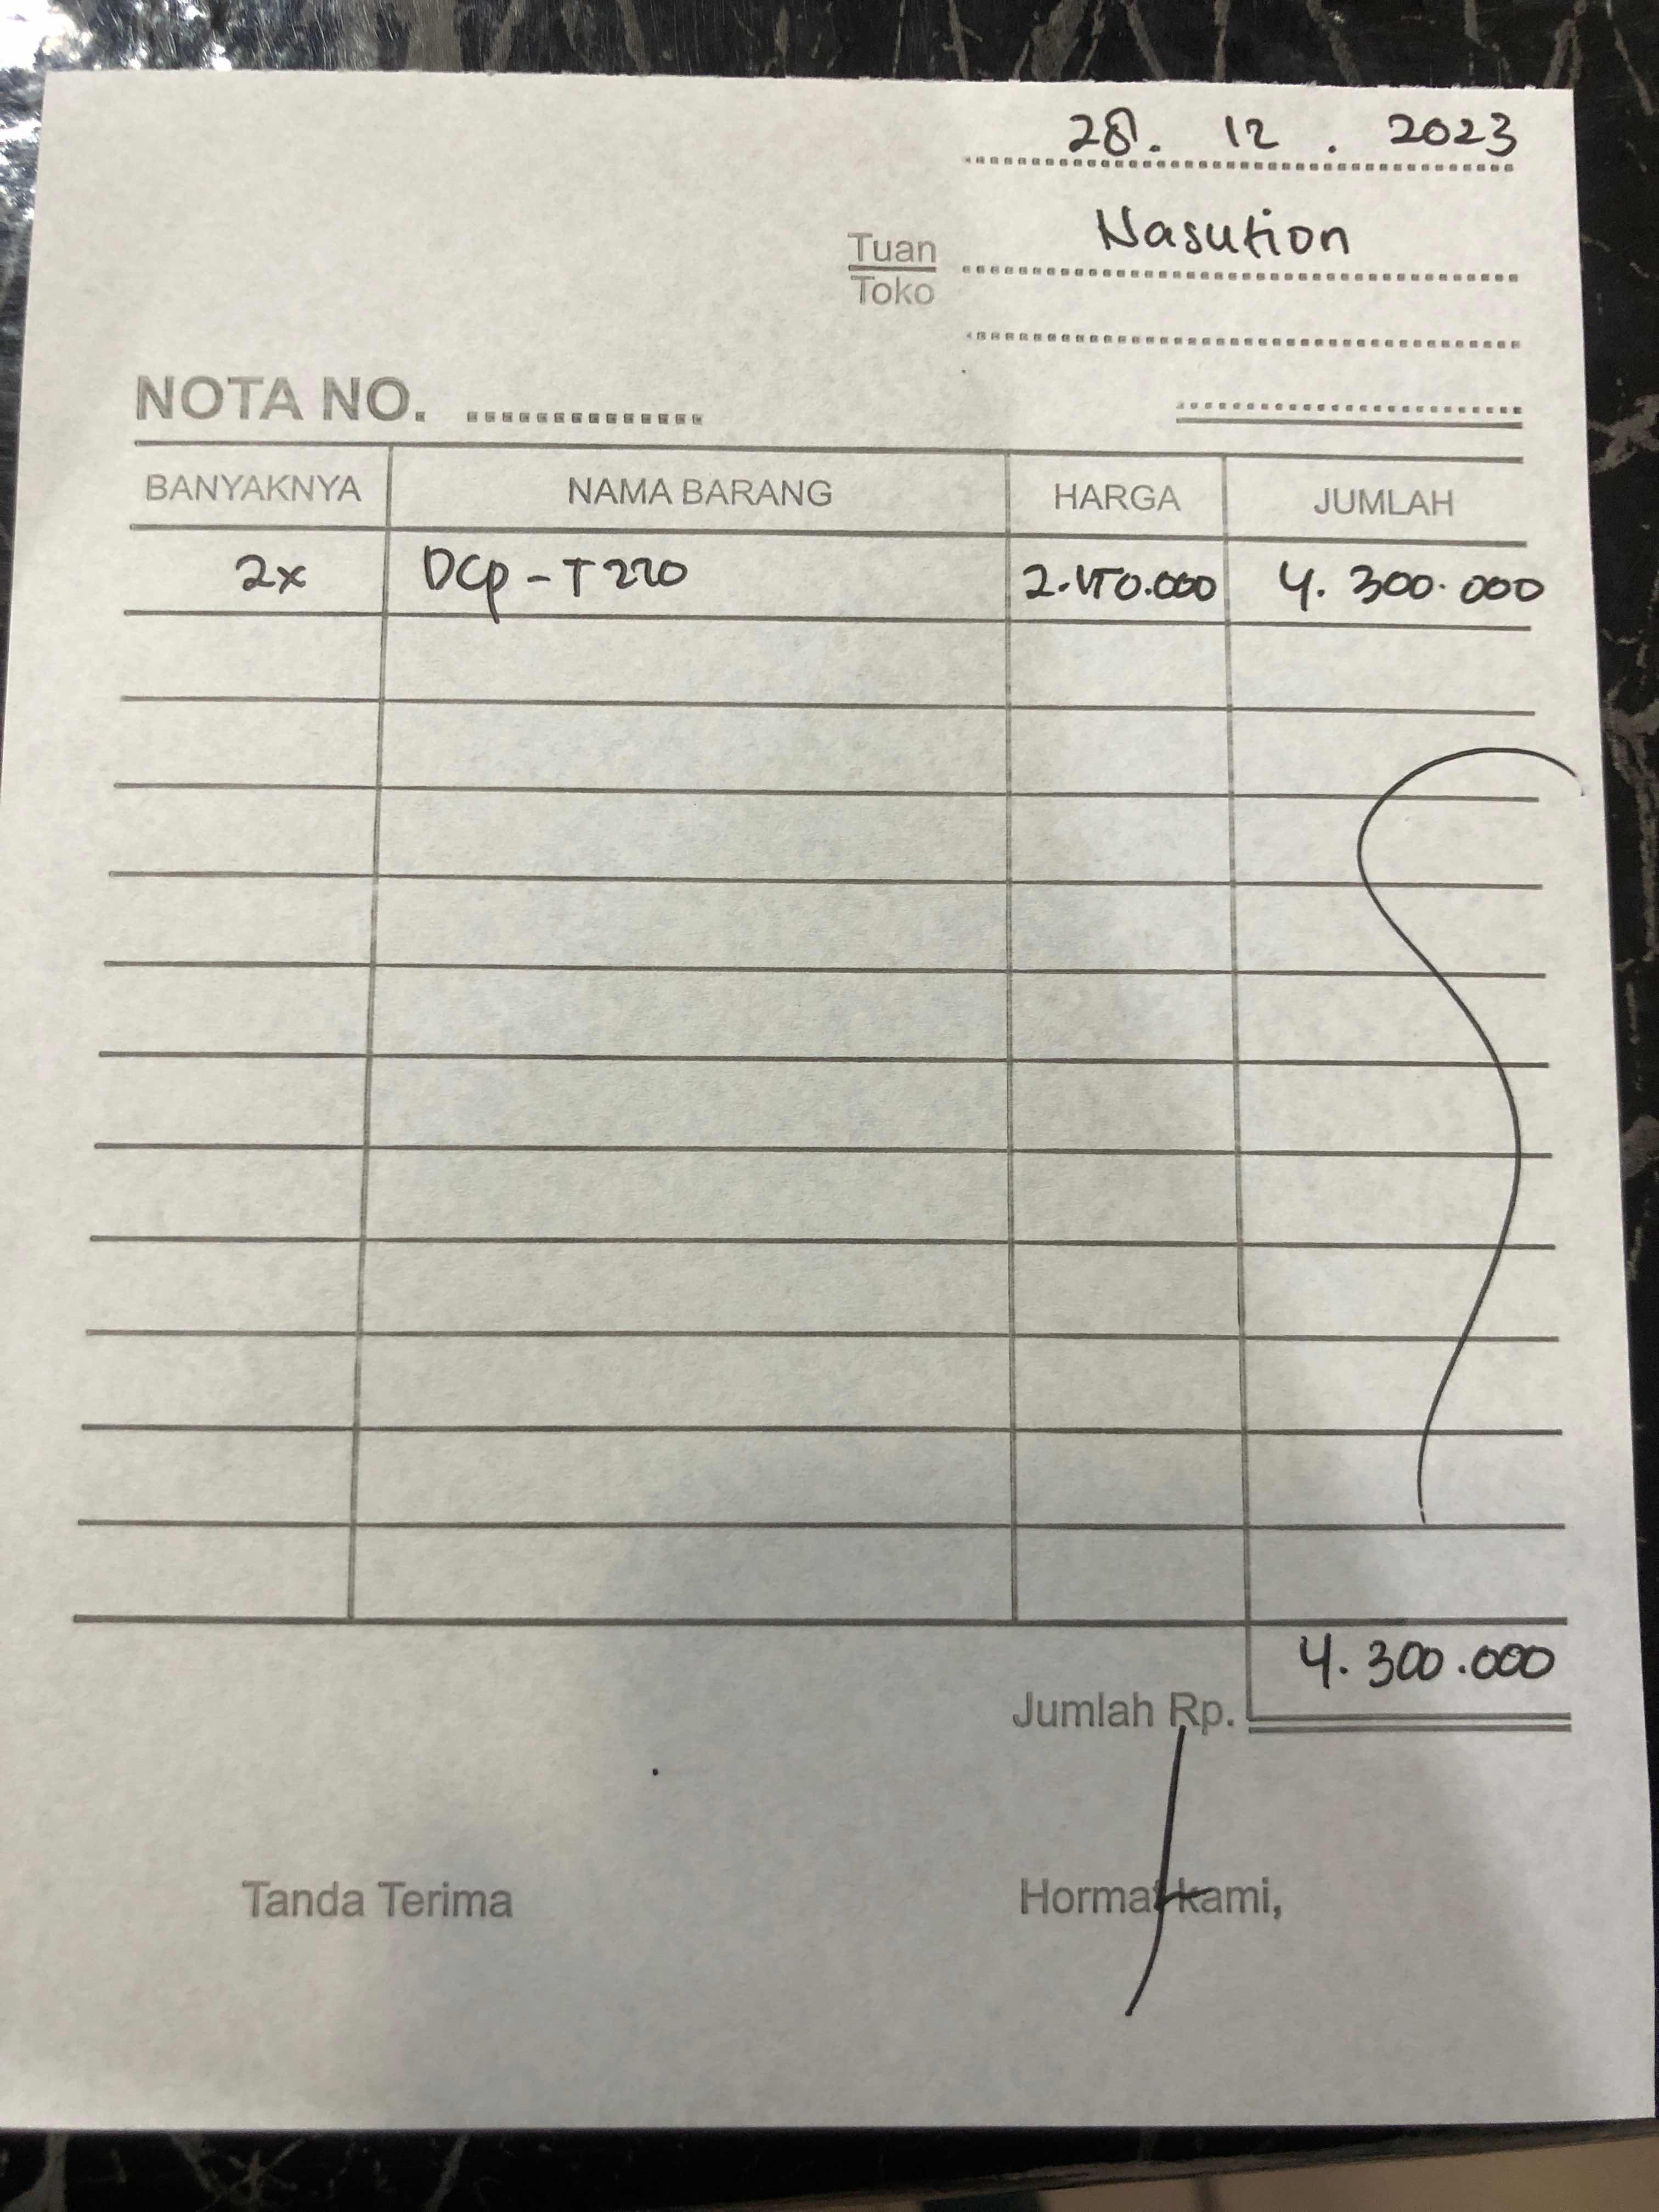 28. 12 . 2023
Tuan Nasution
Toko
NOTA NO. ..............
BANYAKNYA NAMA BARANG HARGA JUMLAH
2x DCP - T220 2.150.000 4.300.000
4.300.000
Jumlah Rp.
Tanda Terima Hormat kami,